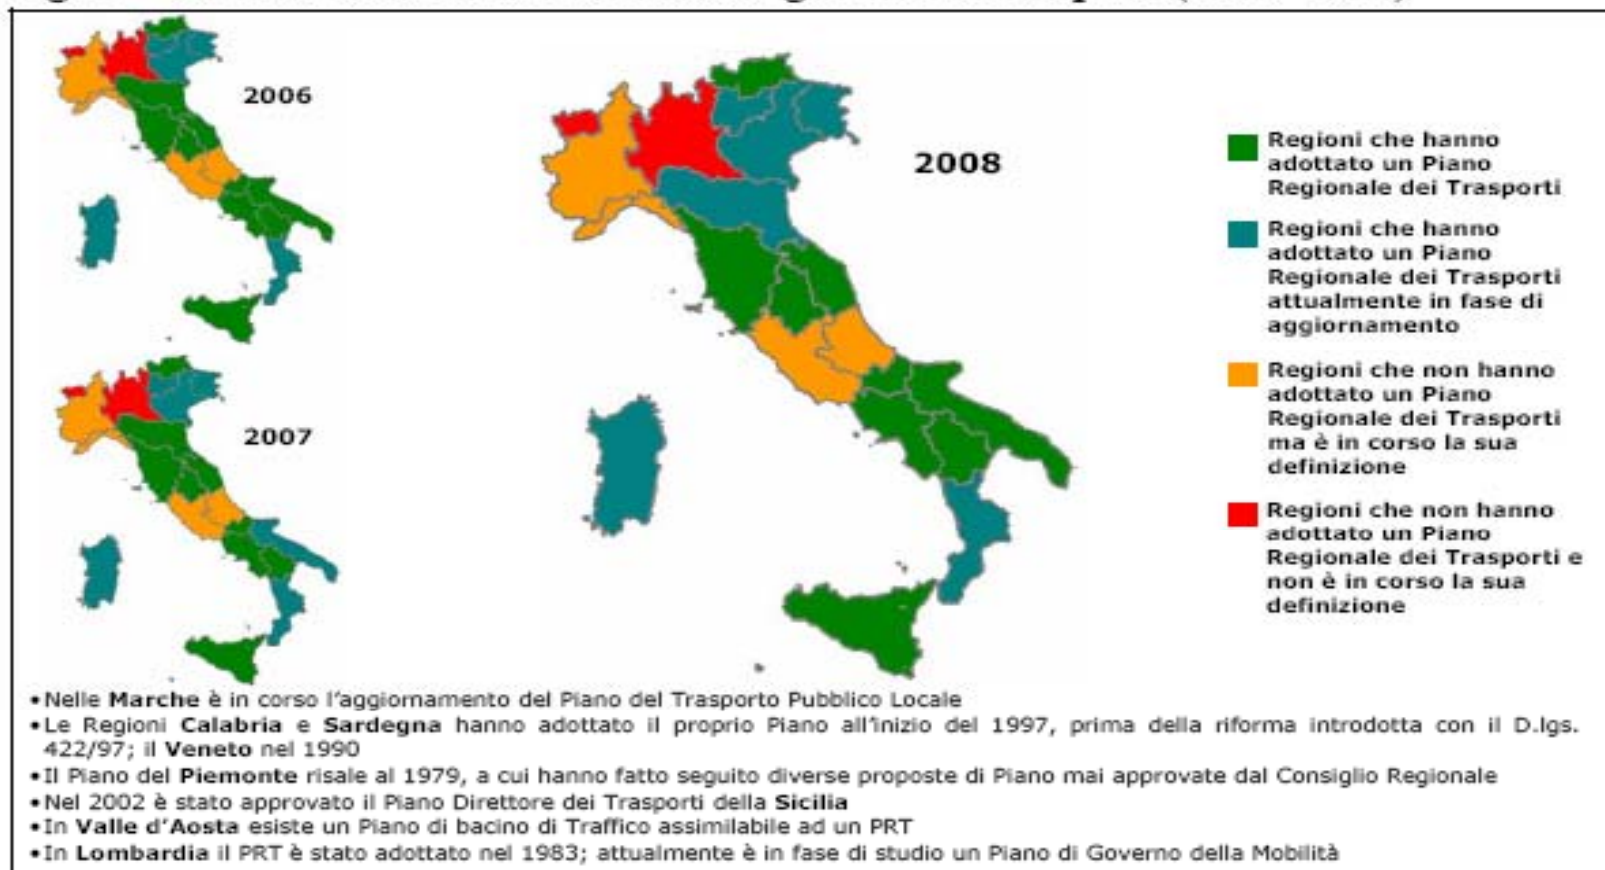 2006
2008
2007
Regioni che hanno
adottato un Piano
Regionale dei Trasporti
Regioni che hanno
adottato un Piano
Regionale dei Trasporti
attualmente in fase di
aggiornamento
Regioni che non hanno
adottato un Piano
Regionale dei Trasporti
ma è in corso la sua
definizione
Regioni che non hanno
adottato un Piano
Regionale dei Trasporti e
non è in corso la sua
definizione
•Nelle Marche è in corso l'aggiornamento del Piano del Trasporto Pubblico Locale
•Le Regioni Calabria e Sardegna hanno adottato il proprio Piano all'inizio del 1997, prima della riforma introdotta con il D.lgs.
422/97; il Veneto nel 1990
•Il Piano del Piemonte risale al 1979, a cui hanno fatto seguito diverse proposte di Piano mai approvate dal Consiglio Regionale
•Nel 2002 è stato approvato il Piano Direttore dei Trasporti della Sicilia
•In Valle d'Aosta esiste un Piano di bacino di Traffico assimilabile ad un PRT
•In Lombardia il PRT è stato adottato nel 1983; attualmente è in fase di studio un Piano di Governo della Mobilità